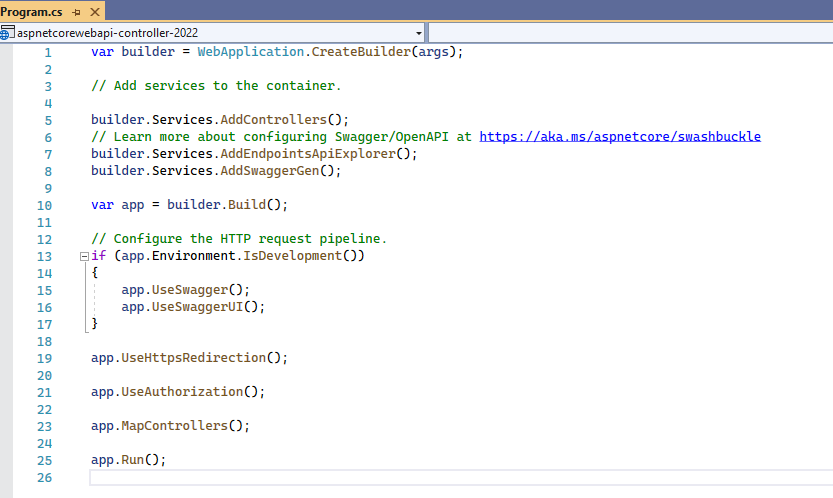 Program.cs
aspnetcorewebapi-controller-2022
1 var builder = WebApplication.CreateBuilder(args);
2
3 // Add services to the container.
4
5 builder.Services.AddControllers();
6 // Learn more about configuring Swagger/OpenAPI at https://aka.ms/aspnetcore/swashbuckle
7 builder.Services.AddEndpointsApiExplorer();
8 builder.Services.AddSwaggerGen();
9
10 var app = builder.Build();
11
12 // Configure the HTTP request pipeline.
13 if (app.Environment.IsDevelopment())
14 {
15     app.UseSwagger();
16     app.UseSwaggerUI();
17 }
18
19 app.UseHttpsRedirection();
20
21 app.UseAuthorization();
22
23 app.MapControllers();
24
25 app.Run();
26